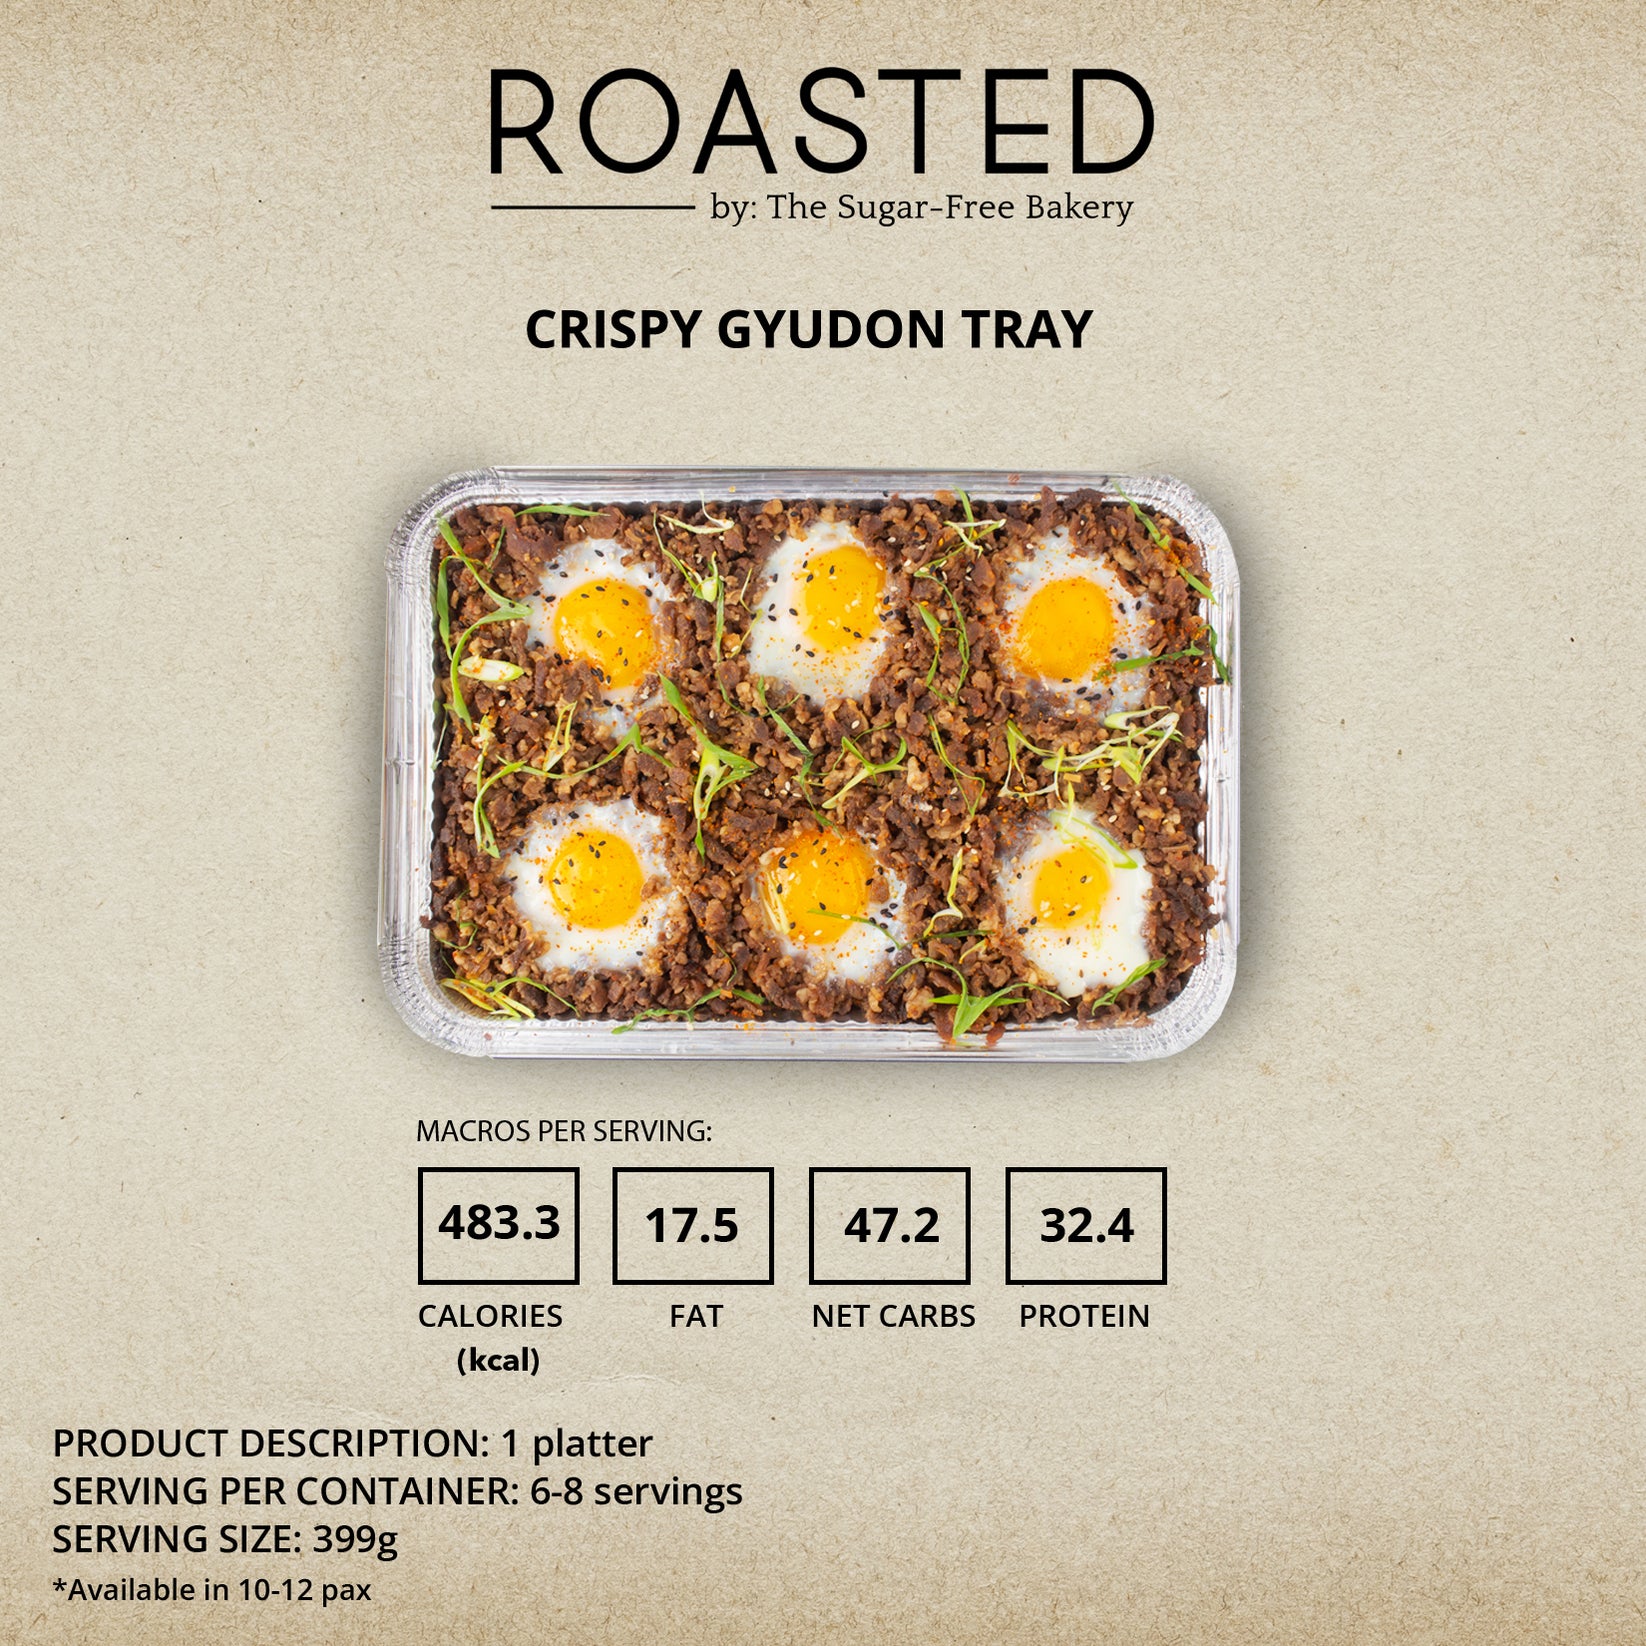 ROASTED
by: The Sugar-Free Bakery
CRISPY GYUDON TRAY
MACROS PER SERVING:
483.3 17.5 47.2 32.4
CALORIES FAT NET CARBS PROTEIN
(kcal)
PRODUCT DESCRIPTION: 1 platter
SERVING PER CONTAINER: 6-8 servings
SERVING SIZE: 399g
*Available in 10-12 pax